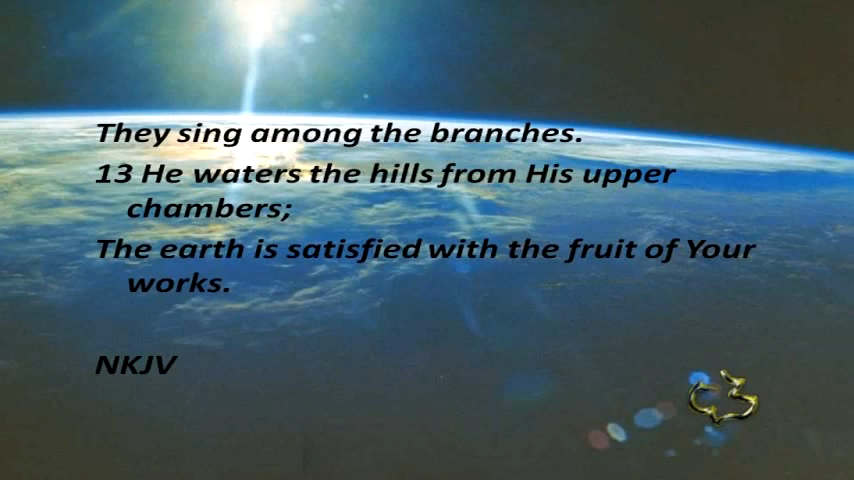 They sing among the branches.
13 He waters the hills from His upper
chambers;
The earth is satisfied with the fruit of Your
works.
NKJV